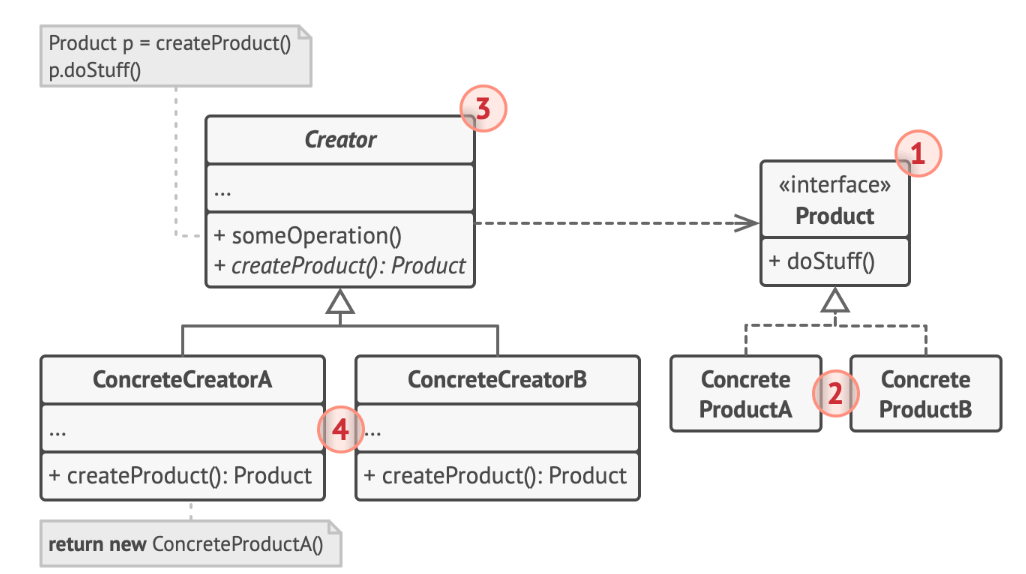 Product p = createProduct()
p.doStuff()
3
Creator
...
+ someOperation()
+ createProduct(): Product
1
«interface»
Product
+ doStuff()
ConcreteCreatorA
...
+ createProduct(): Product
4
ConcreteCreatorB
...
+ createProduct(): Product
Concrete
ProductA
2
Concrete
ProductB
return new ConcreteProductA()